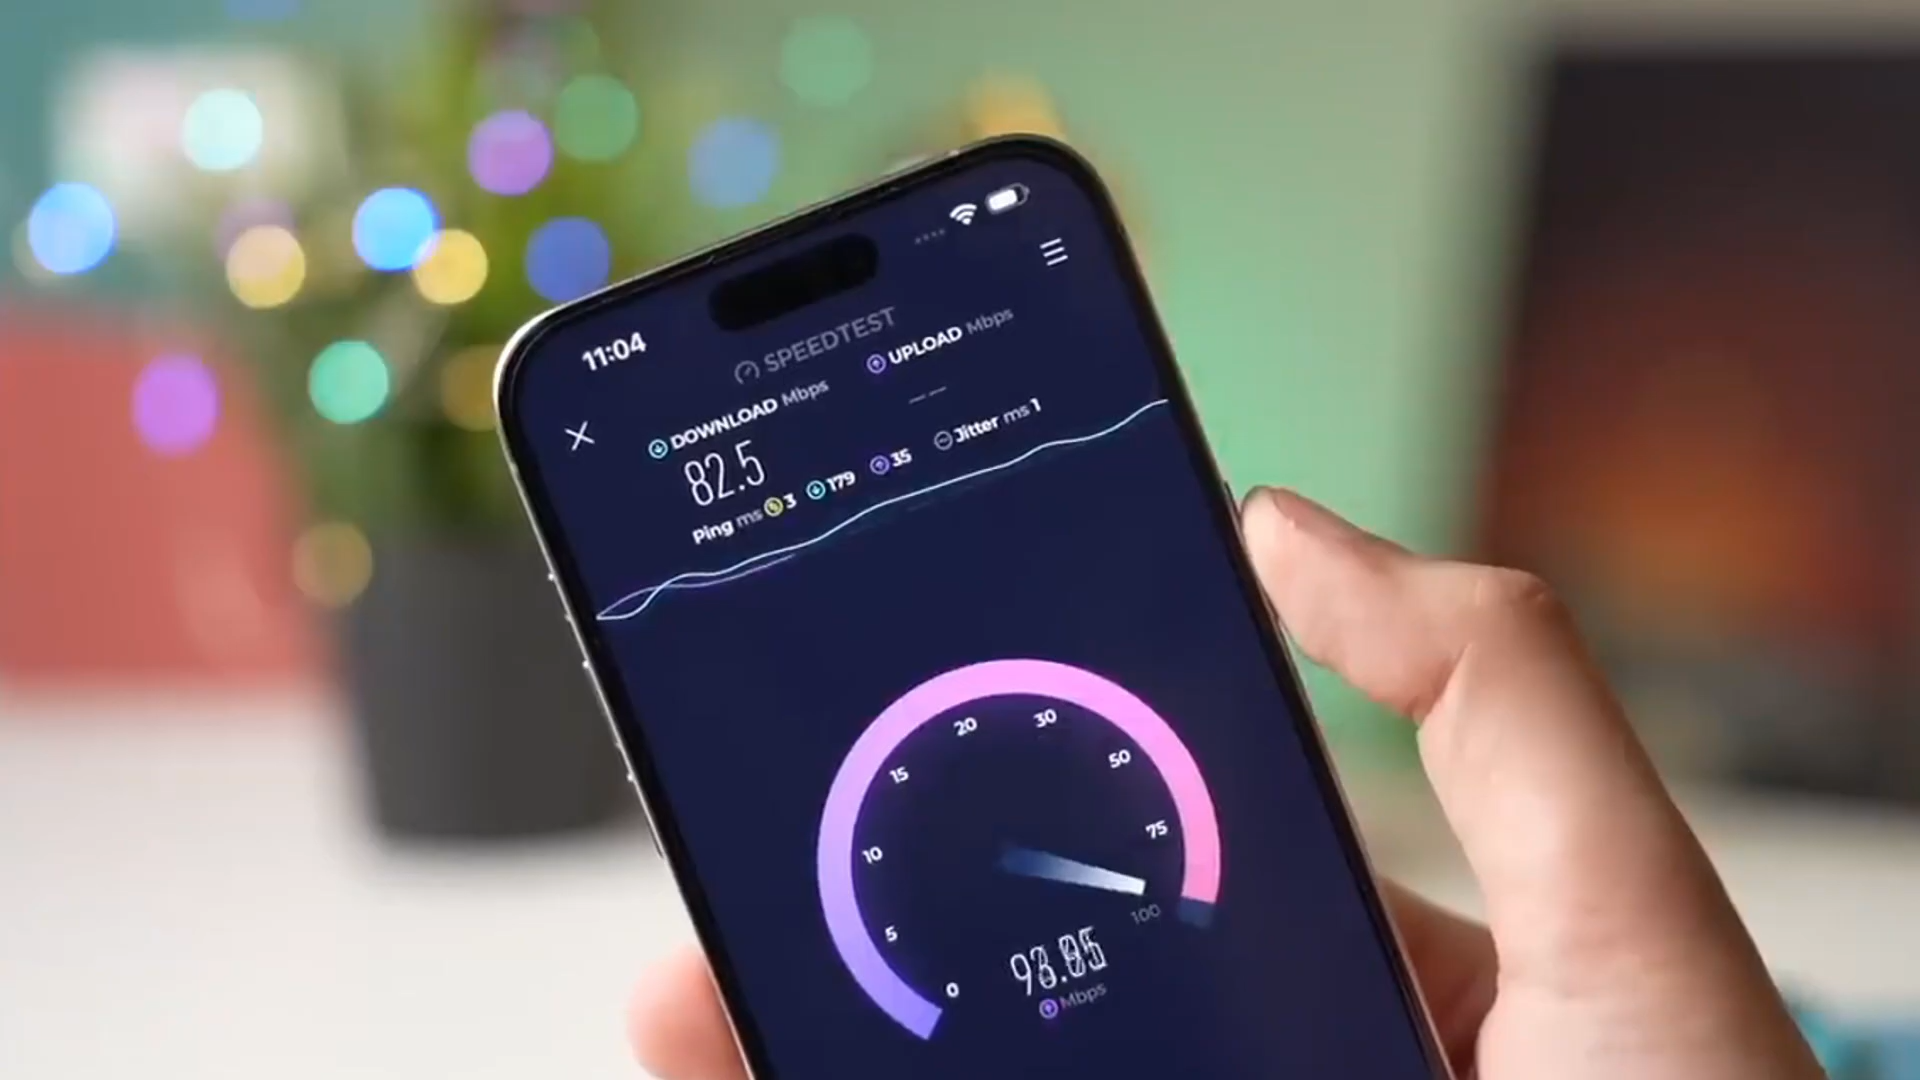 11:04
SPEEDTEST
DOWNLOAD Mbps
82.5
UPLOAD Mbps
— —
Ping ms 3 179 35 Jitter ms 1
0
5
10
15
20
30
50
75
100
Mbps